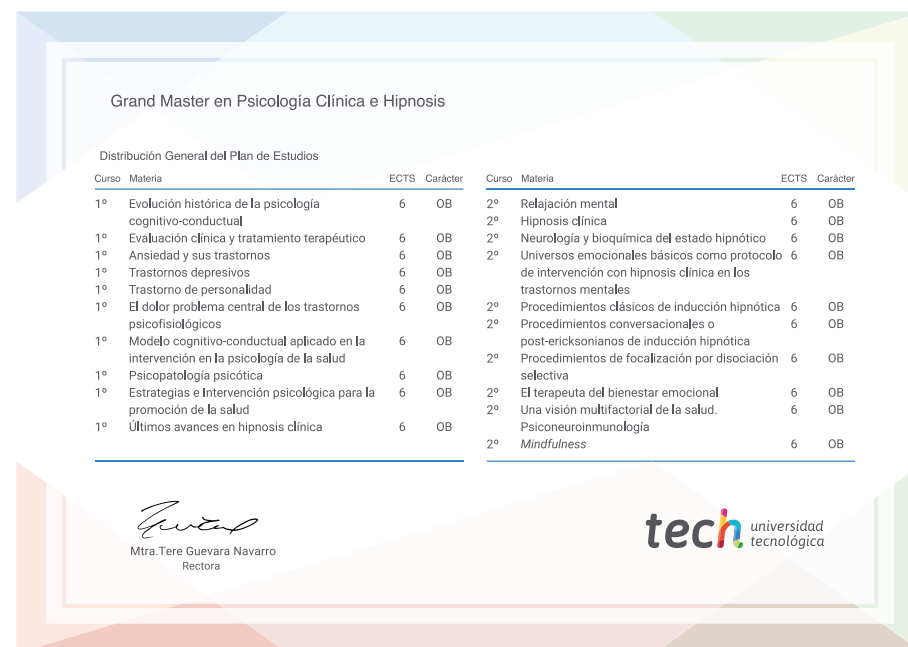 Grand Master en Psicología Clínica e Hipnosis
Distribución General del Plan de Estudios
Curso Materia ECTS Carácter
1º Evolución histórica de la psicología 6 OB
cognitivo-conductual
1º Evaluación clínica y tratamiento terapéutico 6 OB
1º Ansiedad y sus trastornos 6 OB
1º Trastornos depresivos 6 OB
1º Trastorno de personalidad 6 OB
1º El dolor problema central de los trastornos 6 OB
psicofisiológicos
1º Modelo cognitivo-conductual aplicado en la 6 OB
intervención en la psicología de la salud
1º Psicopatología psicótica 6 OB
1º Estrategias e Intervención psicológica para la 6 OB
promoción de la salud
1º Últimos avances en hipnosis clínica 6 OB
Curso Materia ECTS Carácter
2º Relajación mental 6 OB
2º Hipnosis clínica 6 OB
2º Neurología y bioquímica del estado hipnótico 6 OB
2º Universos emocionales básicos como protocolo 6 OB
de intervención con hipnosis clínica en los
trastornos mentales
2º Procedimientos clásicos de inducción hipnótica 6 OB
2º Procedimientos conversacionales o 6 OB
post-ericksonianos de inducción hipnótica
2º Procedimientos de focalización por disociación 6 OB
selectiva
2º El terapeuta del bienestar emocional 6 OB
2º Una visión multifactorial de la salud. 6 OB
Psiconeuroinmunología
2º Mindfulness 6 OB
Mtra.Tere Guevara Navarro
Rectora
tech universidad
tecnológica